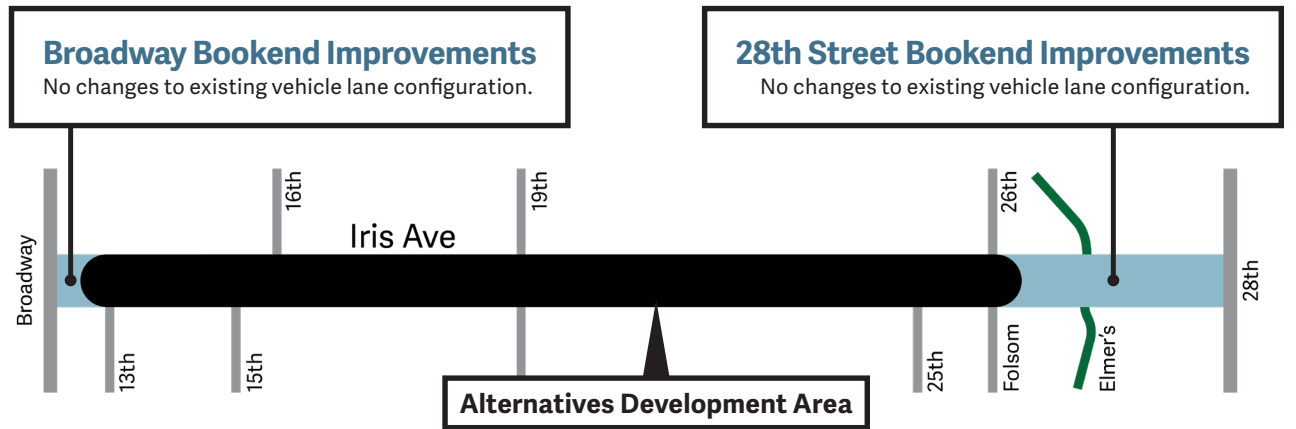 Broadway Bookend Improvements
No changes to existing vehicle lane configuration.
28th Street Bookend Improvements
No changes to existing vehicle lane configuration.
16th
19th
26th
Iris Ave
Broadway
28th
13th
15th
25th
Folsom
Elmer’s
Alternatives Development Area